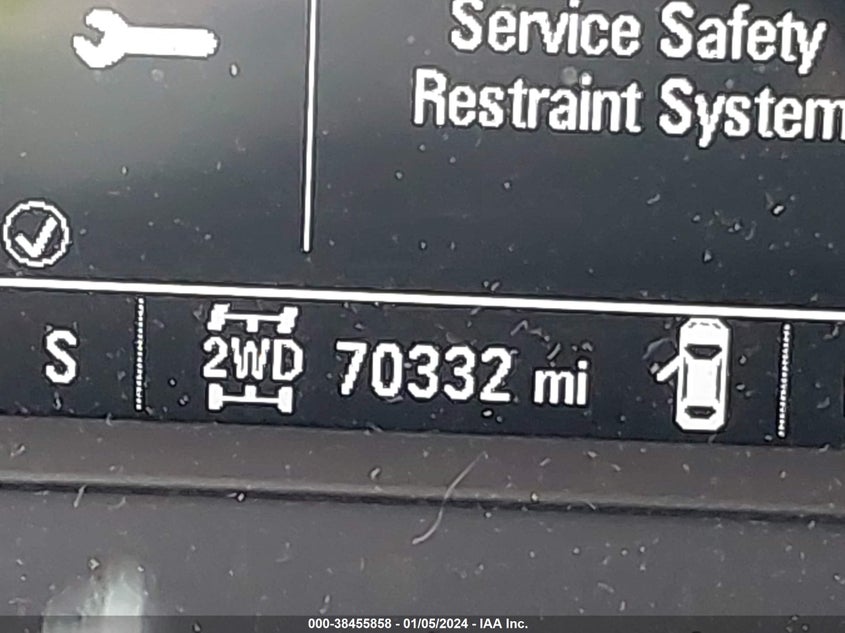 Service Safety
Restraint System
S
2WD
70332 mi
000-38455858 - 01/05/2024 - IAA Inc.